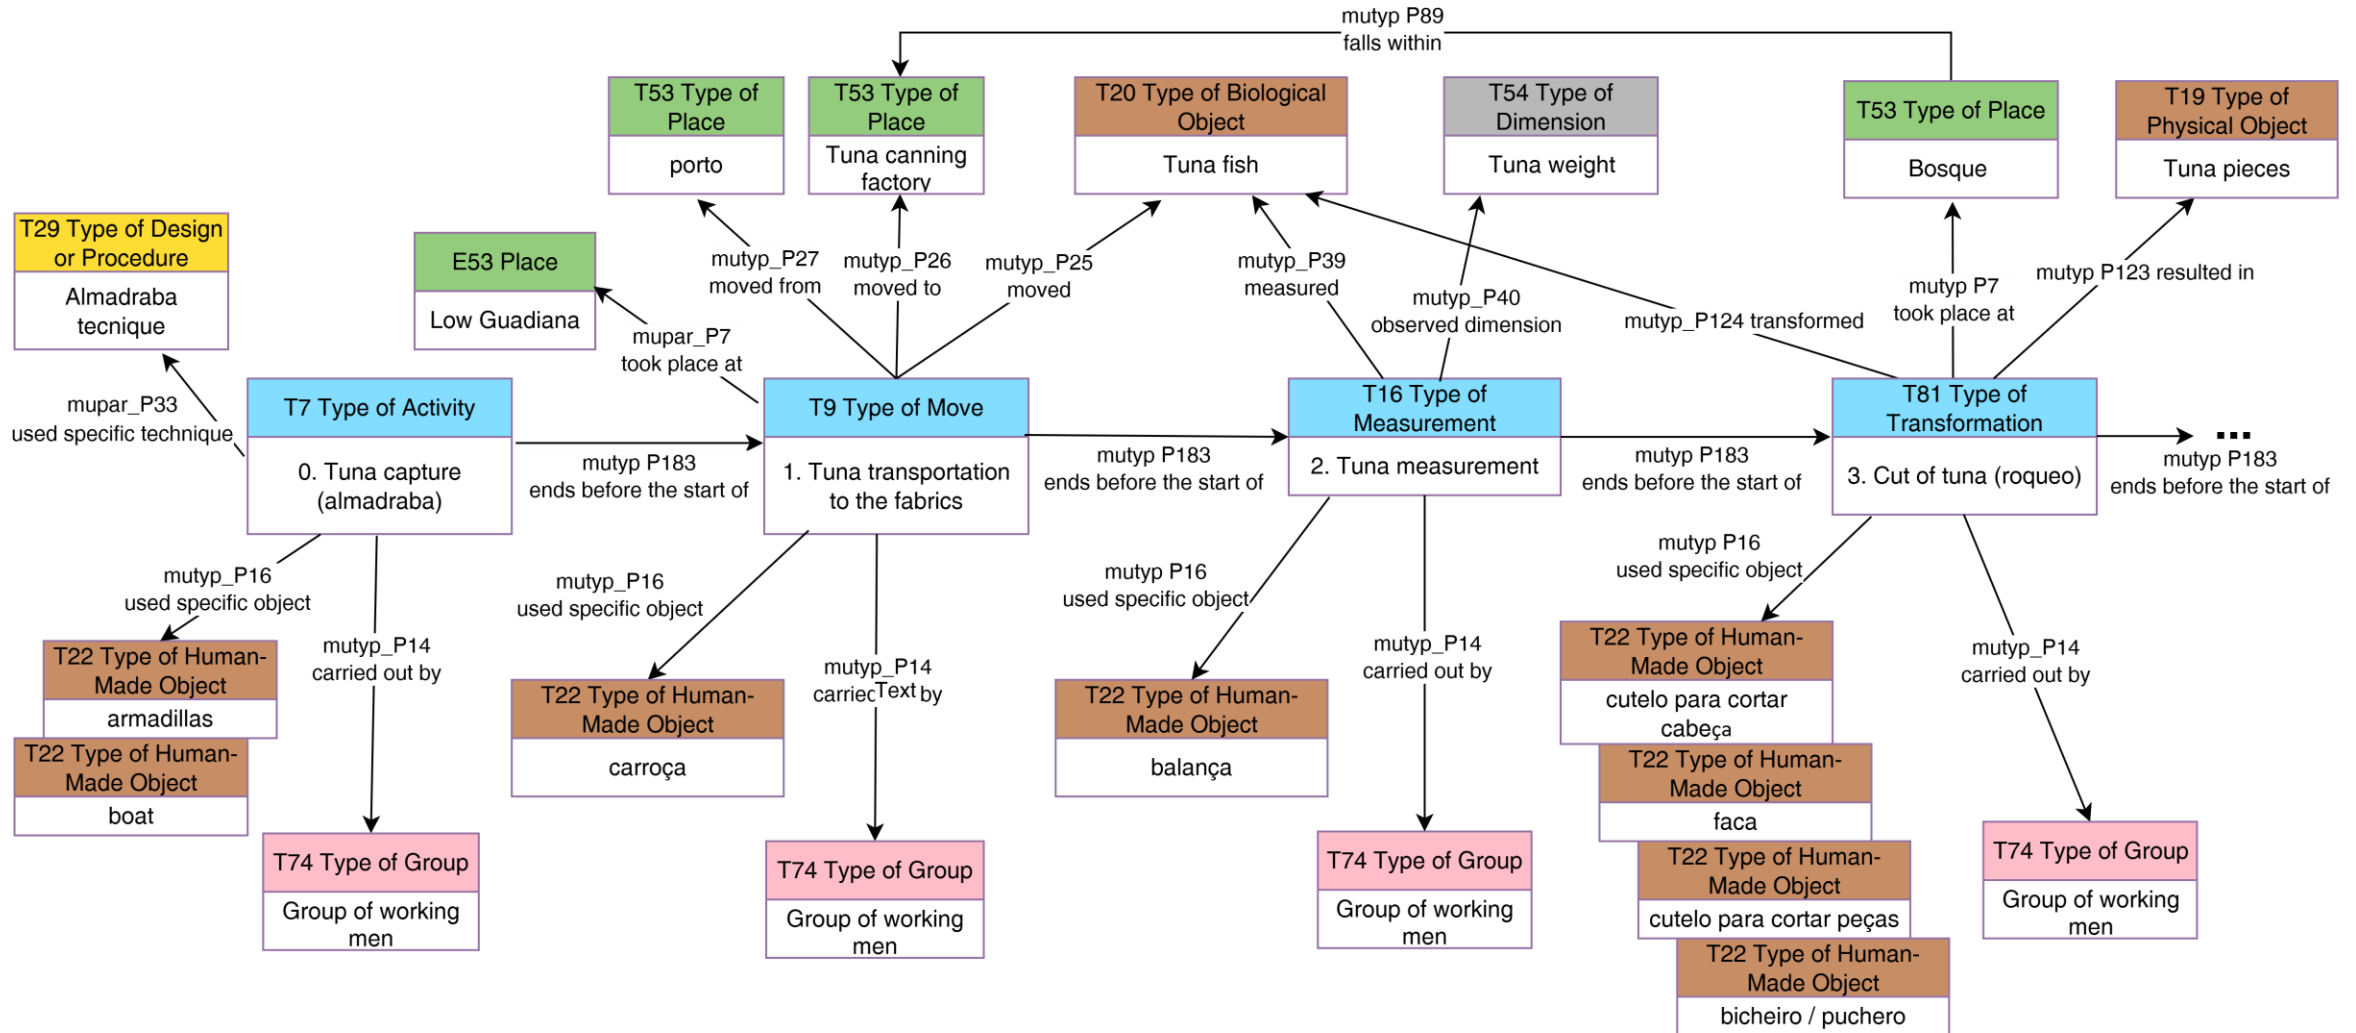 mutyp P89
falls within
T53 Type of
Place
porto
T53 Type of
Place
Tuna canning
factory
T20 Type of Biological
Object
Tuna fish
T54 Type of
Dimension
Tuna weight
T53 Type of Place
Bosque
T19 Type of
Physical Object
Tuna pieces
T29 Type of Design
or Procedure
Almadraba
tecnique
E53 Place
Low Guadiana
mutyp_P27
moved from
mutyp_P26
moved to
mutyp_P25
moved
mutyp_P39
measured
mutyp_P40
observed dimension
mutyp_P124 transformed
mutyp P7
took place at
mutyp P123 resulted in
mupar_P7
took place at
mupar_P33
used specific technique
T7 Type of Activity
0. Tuna capture
(almadraba)
mutyp P183
ends before the start of
T9 Type of Move
1. Tuna transportation
to the fabrics
mutyp P183
ends before the start of
T16 Type of
Measurement
2. Tuna measurement
mutyp P183
ends before the start of
T81 Type of
Transformation
3. Cut of tuna (roqueo)
...
mutyp P183
ends before the start of
mutyp_P16
used specific object
mutyp_P14
carried out by
T22 Type of Human-
Made Object
armadillas
T22 Type of Human-
Made Object
boat
T74 Type of Group
Group of working
men
mutyp_P16
used specific object
mutyp_P14
carriec Text by
T22 Type of Human-
Made Object
carroça
T74 Type of Group
Group of working
men
mutyp P16
used specific object
mutyp_P14
carried out by
T22 Type of Human-
Made Object
balança
T74 Type of Group
Group of working
men
mutyp P16
used specific object
mutyp_P14
carried out by
T22 Type of Human-
Made Object
cutelo para cortar
cabeça
T22 Type of Human-
Made Object
faca
T22 Type of Human-
Made Object
cutelo para cortar peças
T22 Type of Human-
Made Object
bicheiro / puchero
T74 Type of Group
Group of working
men